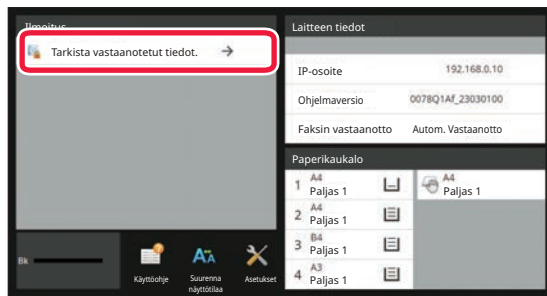 Ilmoitus
Tarkista vastaanotetut tiedot.
Laitteen tiedot
IP-osoite 192.168.0.10
Ohjelmaversio 0078Q1Af_23030100
Faksin vastaanotto Autom. Vastaanotto
Paperikaukalo
1 A4
Paljas 1
A4
Paljas 1
2 A4
Paljas 1
3 B4
Paljas 1
4 A3
Paljas 1
Bk
Käyttöohje
Suurenna
näyttötilaa
Asetukset